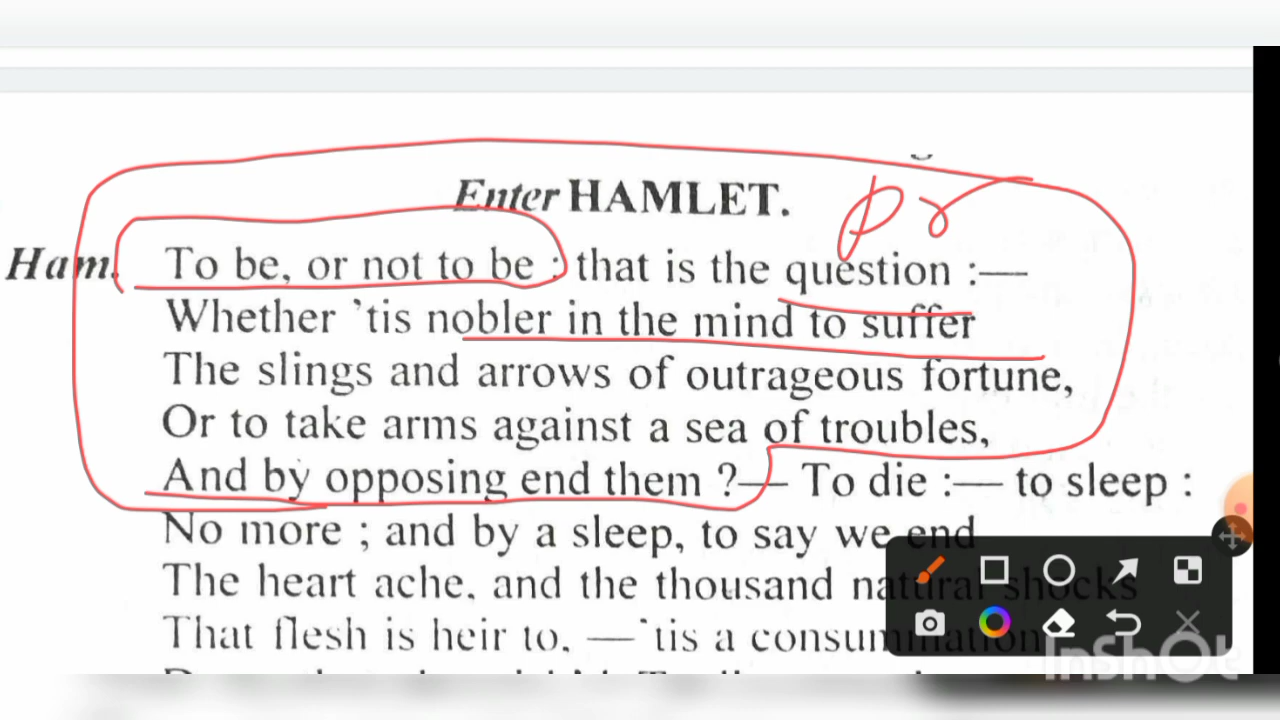 Enter HAMLET.
pr
Ham. To be, or not to be : that is the question :—
Whether 'tis nobler in the mind to suffer
The slings and arrows of outrageous fortune,
Or to take arms against a sea of troubles,
And by opposing end them ?— To die :— to sleep :
No more ; and by a sleep, to say we end
The heart ache, and the thousand natural shocks
That flesh is heir to, —'tis a consummation
InShOt